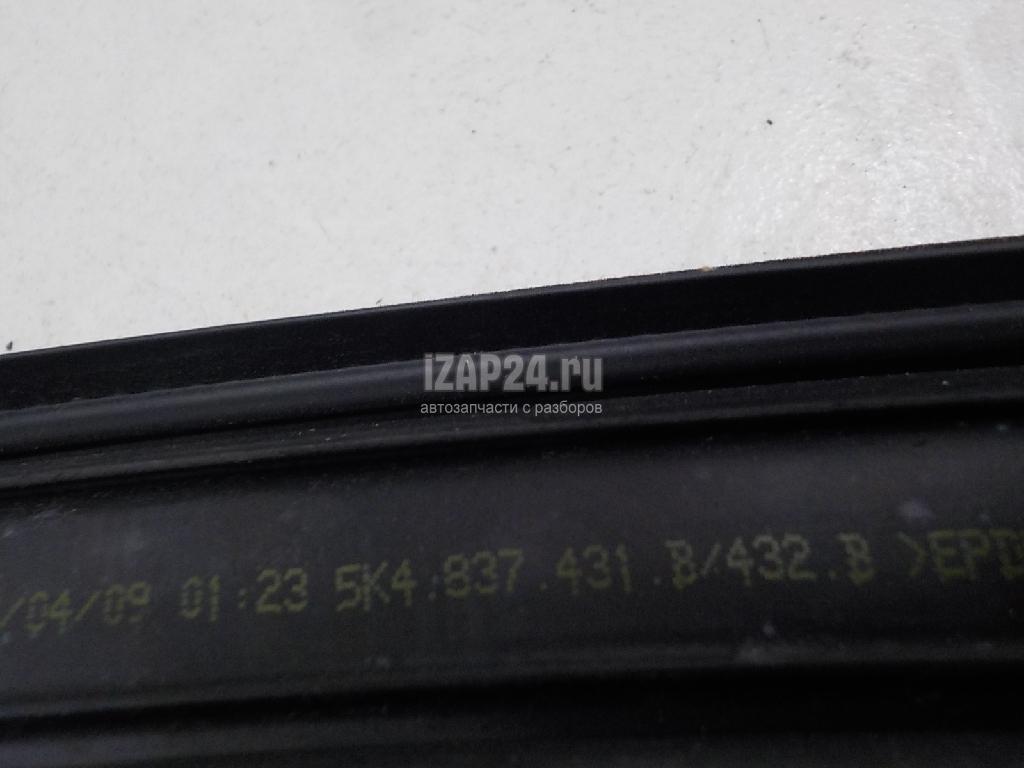 iZAP24.ru
автозапчасти с разборов
/04/09 01:23 5K4.837.431.B/432.B >EPD